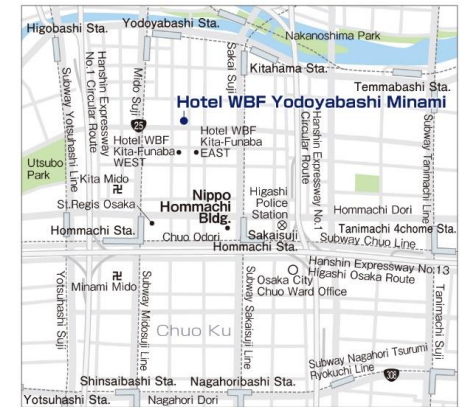 Higobashi Sta.
Yodoyabashi Sta.
Nakanoshima Park
Sakai Suji
Kitahama Sta.
Temmabashi Sta.
Subway Yotsuhashi Line
Hanshin Expressway
No.1 Circular Route
Mido Suji
25
Hotel WBF Yodoyabashi Minami
Hotel WBF
Kita-Funaba
WEST
Hotel WBF
Kita-Funaba
EAST
Hanshin Expressway No.1
Circular Route
Subway Tanimachi Line
Utsubo
Park
Kita Mido
卍
St.Regis Osaka
Nippo
Hommachi
Bldg.
Higashi
Police
Station
Hommachi Dori
Hommachi Sta.
Chuo Odori
Sakaisuji
Hommachi Sta.
Tanimachi 4chome Sta.
Subway Chuo Line
Hanshin Expressway No:13
Higashi Osaka Route
卍
Minami Mido
Osaka City
Chuo Ward Office
Yotsuhashi Suji
Subway Midosuji Line
Subway Sakaisuji Line
Tanimachi Suji
Chuo Ku
Subway Nagahori Tsurumi
Ryokuchi Line
308
Shinsaibashi Sta.
Nagahoribashi Sta.
Yotsuhashi Sta.
Nagahori Dori